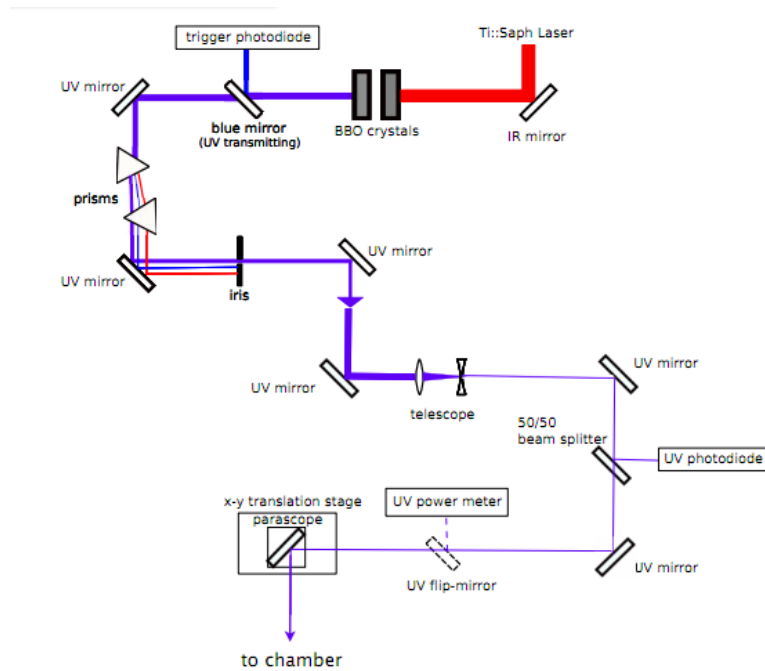 trigger photodiode
Ti::Saph Laser
UV mirror
blue mirror
(UV transmitting)
BBO crystals
IR mirror
prisms
UV mirror
iris
UV mirror
UV mirror
telescope
UV mirror
50/50
beam splitter
UV photodiode
x-y translation stage
parascope
UV power meter
UV flip-mirror
UV mirror
to chamber